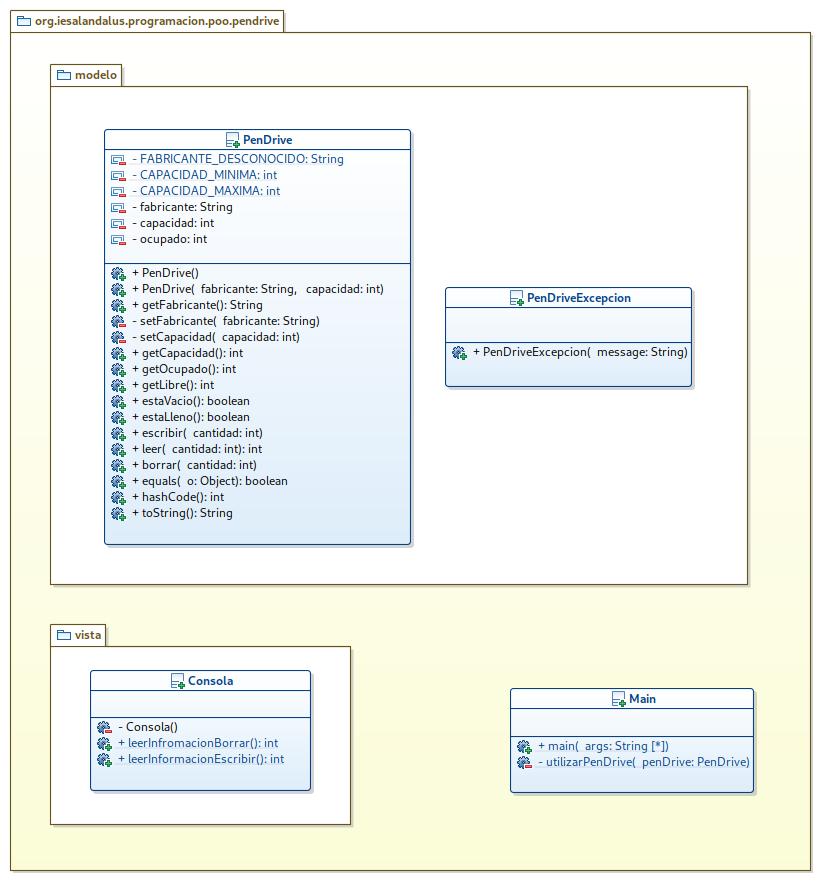 org.iesalandalus.programacion.poo.pendrive
modelo
PenDrive
- FABRICANTE_DESCONOCIDO: String
- CAPACIDAD_MINIMA: int
- CAPACIDAD_MAXIMA: int
- fabricante: String
- capacidad: int
- ocupado: int
+ PenDrive()
+ PenDrive( fabricante: String, capacidad: int)
+ getFabricante(): String
- setFabricante( fabricante: String)
- setCapacidad( capacidad: int)
+ getCapacidad(): int
+ getOcupado(): int
+ getLibre(): int
+ estaVacio(): boolean
+ estaLleno(): boolean
+ escribir( cantidad: int)
+ leer( cantidad: int): int
+ borrar( cantidad: int)
+ equals( o: Object): boolean
+ hashCode(): int
+ toString(): String
PenDriveExcepcion
+ PenDriveExcepcion( message: String)
vista
Consola
- Consola()
+ leerInfromacionBorrar(): int
+ leerInformacionEscribir(): int
Main
+ main( args: String [*])
- utilizarPenDrive( penDrive: PenDrive)